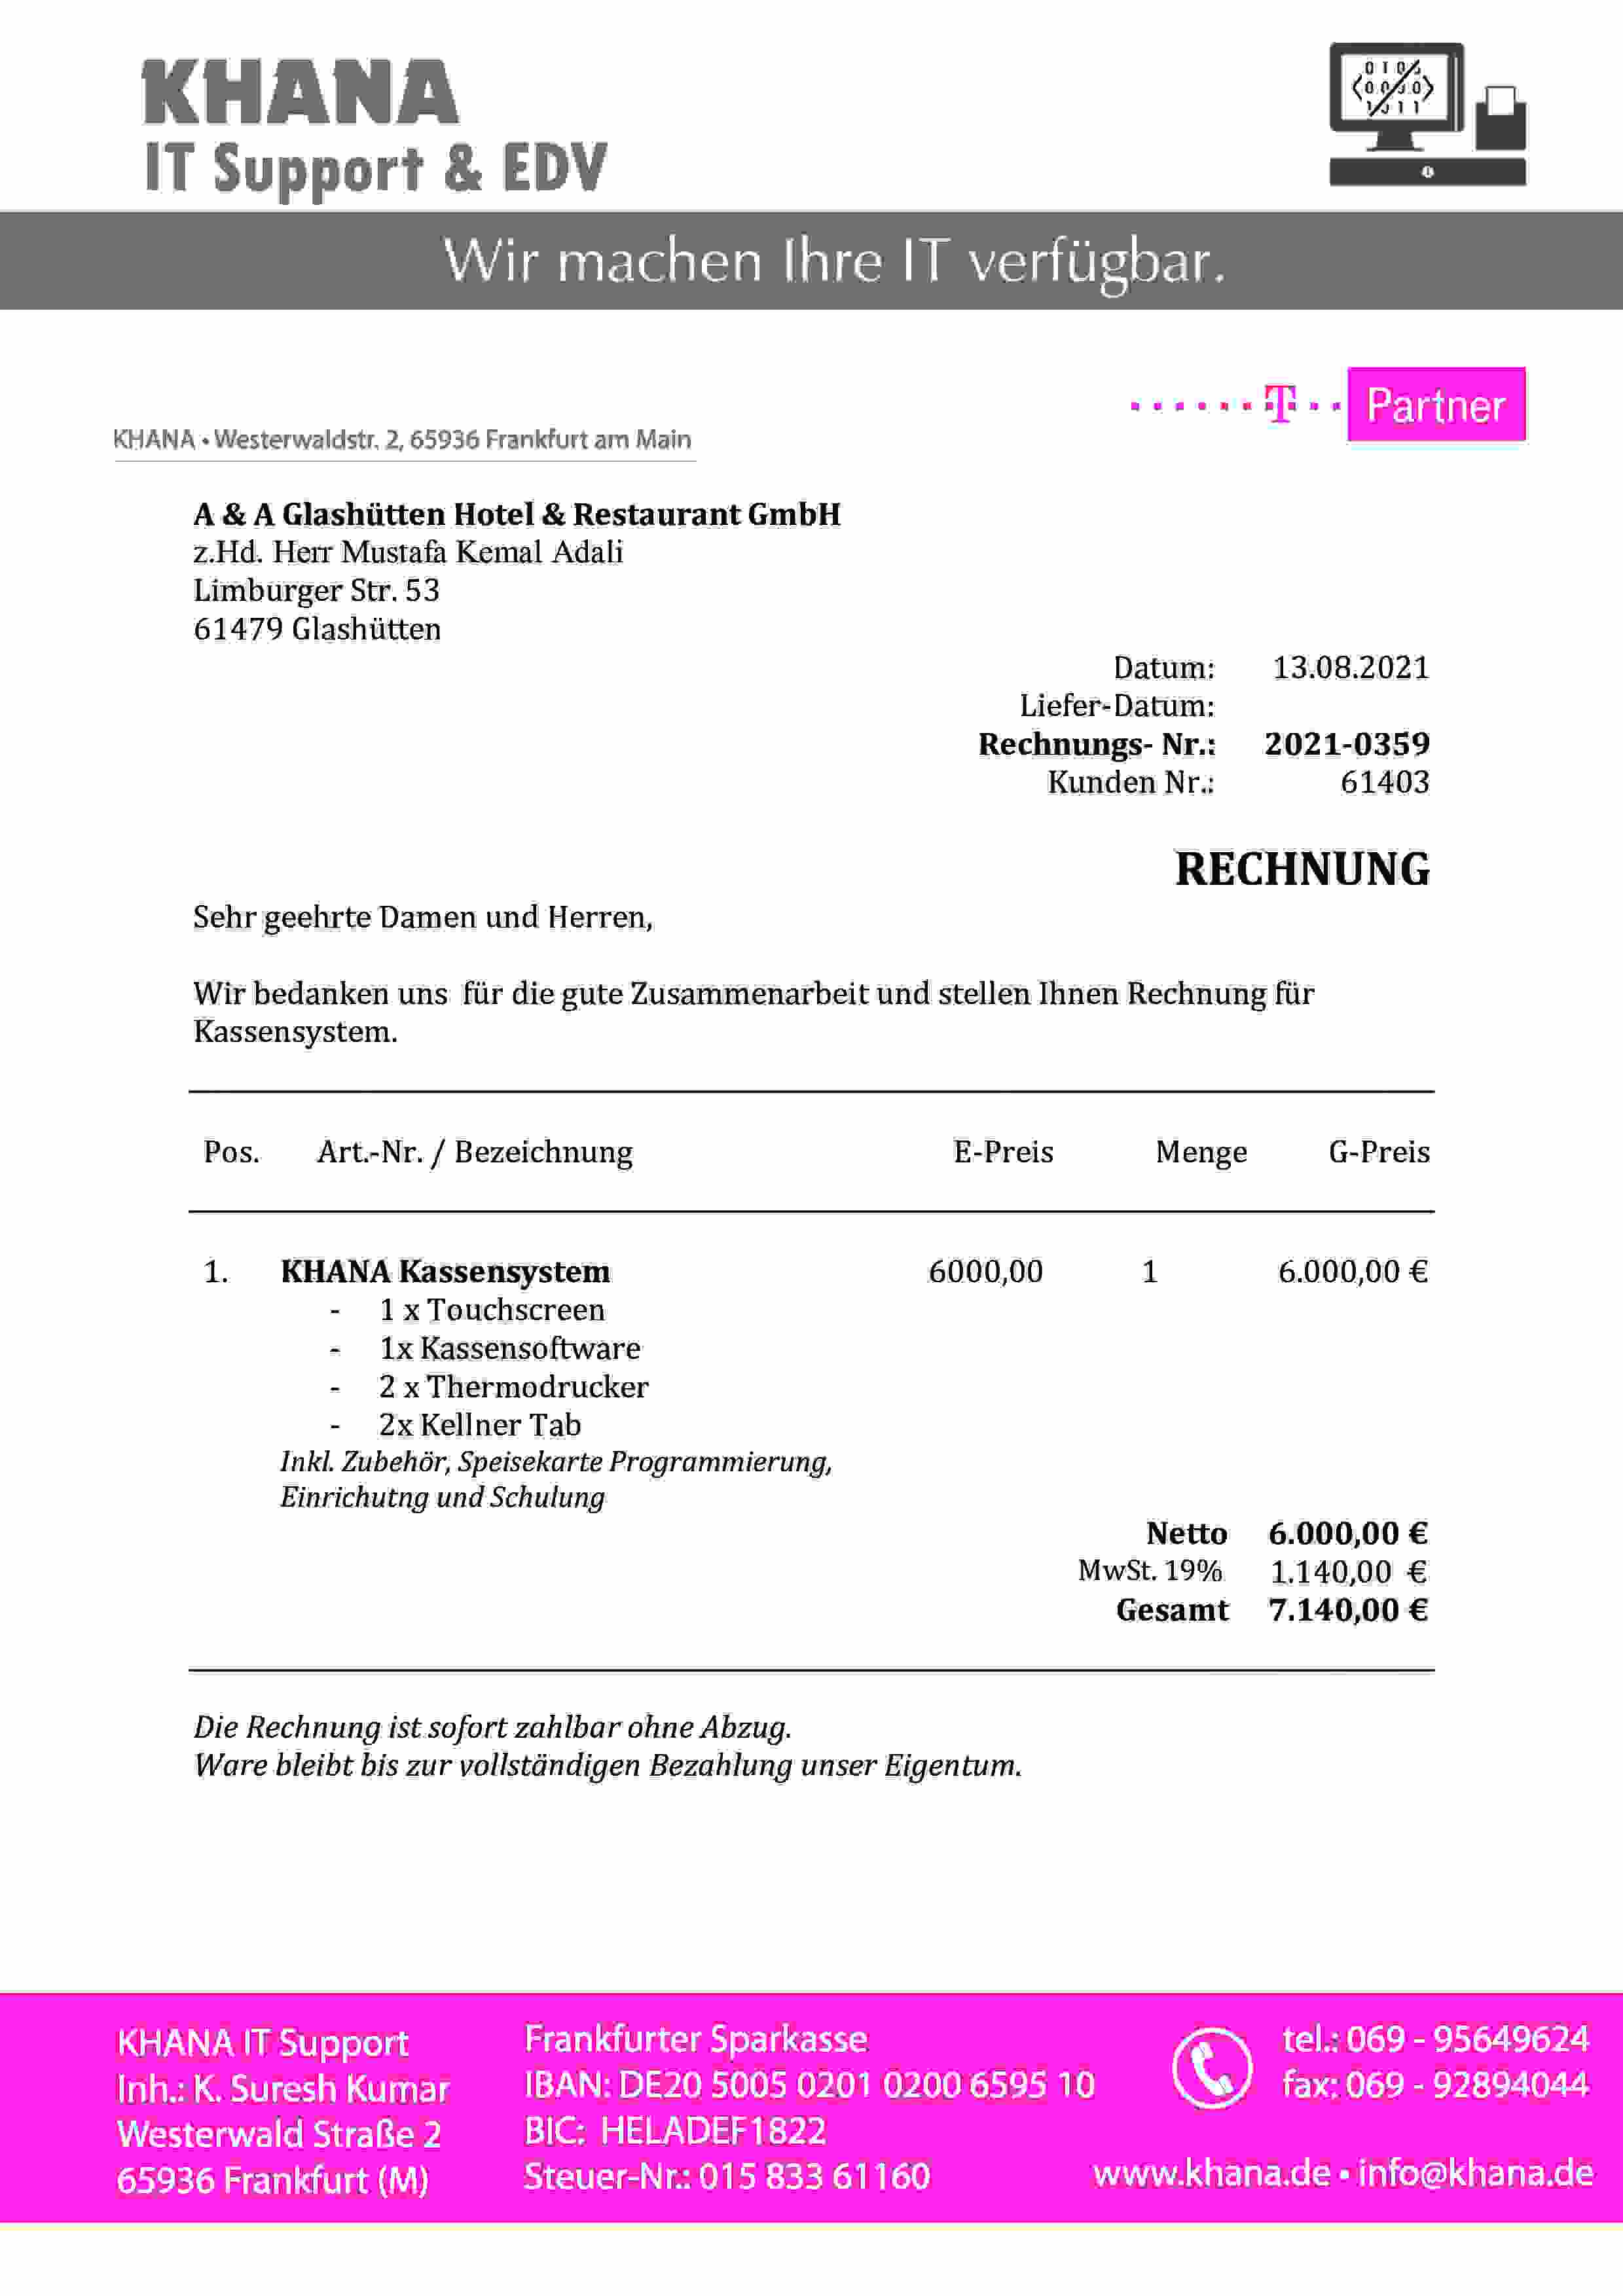 KHANA
IT Support & EDV
Wir machen Ihre IT verfügbar.
T Partner
KHANA • Westerwaldstr. 2, 65936 Frankfurt am Main
A & A Glashütten Hotel & Restaurant GmbH
z.Hd. Herr Mustafa Kemal Adali
Limburger Str. 53
61479 Glashütten
Datum: 13.08.2021
Liefer-Datum:
Rechnungs- Nr.: 2021-0359
Kunden Nr.: 61403
RECHNUNG
Sehr geehrte Damen und Herren,
Wir bedanken uns für die gute Zusammenarbeit und stellen Ihnen Rechnung für
Kassensystem.
Pos. Art.-Nr. / Bezeichnung E-Preis Menge G-Preis
1. KHANA Kassensystem 6000,00 1 6.000,00 €
- 1 x Touchscreen
- 1x Kassensoftware
- 2 x Thermodrucker
- 2x Kellner Tab
Inkl. Zubehör, Speisekarte Programmierung,
Einrichutng und Schulung
Netto 6.000,00 €
MwSt. 19% 1.140,00 €
Gesamt 7.140,00 €
Die Rechnung ist sofort zahlbar ohne Abzug.
Ware bleibt bis zur vollständigen Bezahlung unser Eigentum.
KHANA IT Support
Inh.: K. Suresh Kumar
Westerwald Straße 2
65936 Frankfurt (M)
Frankfurter Sparkasse
IBAN: DE20 5005 0201 0200 6595 10
BIC: HELADEF1822
Steuer-Nr.: 015 833 61160
tel.: 069 - 95649624
fax: 069 - 92894044
www.khana.de • info@khana.de